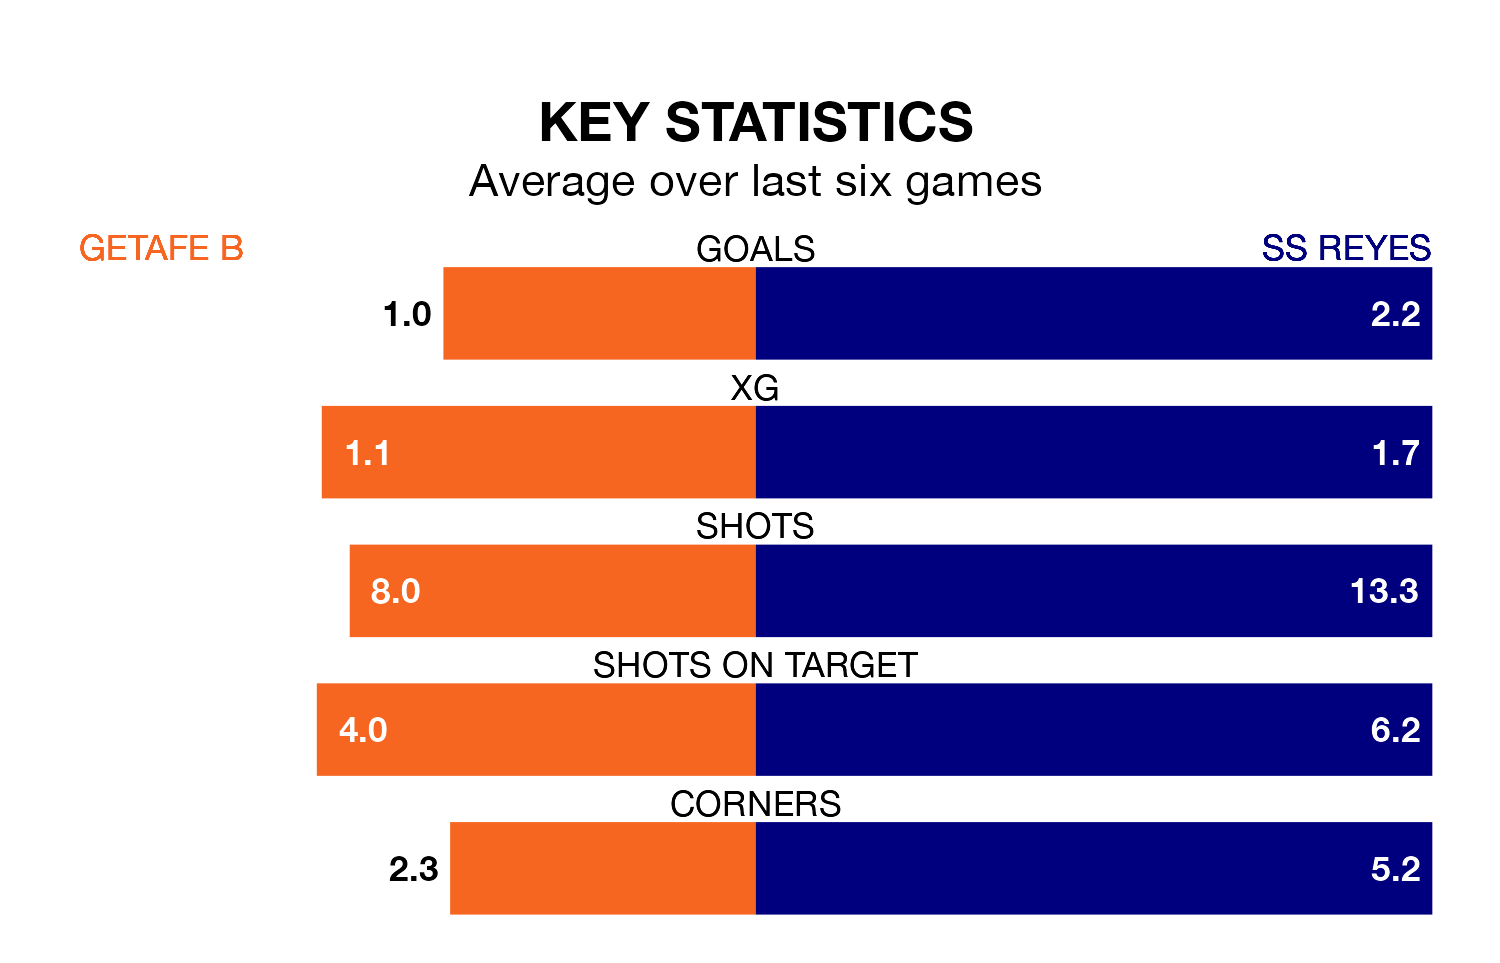 KEY STATISTICS
Average over last six games
GETAFE B
GOALS
SS REYES
1.0
2.2
XG
1.1
1.7
SHOTS
8.0
13.3
SHOTS ON TARGET
4.0
6.2
CORNERS
2.3
5.2